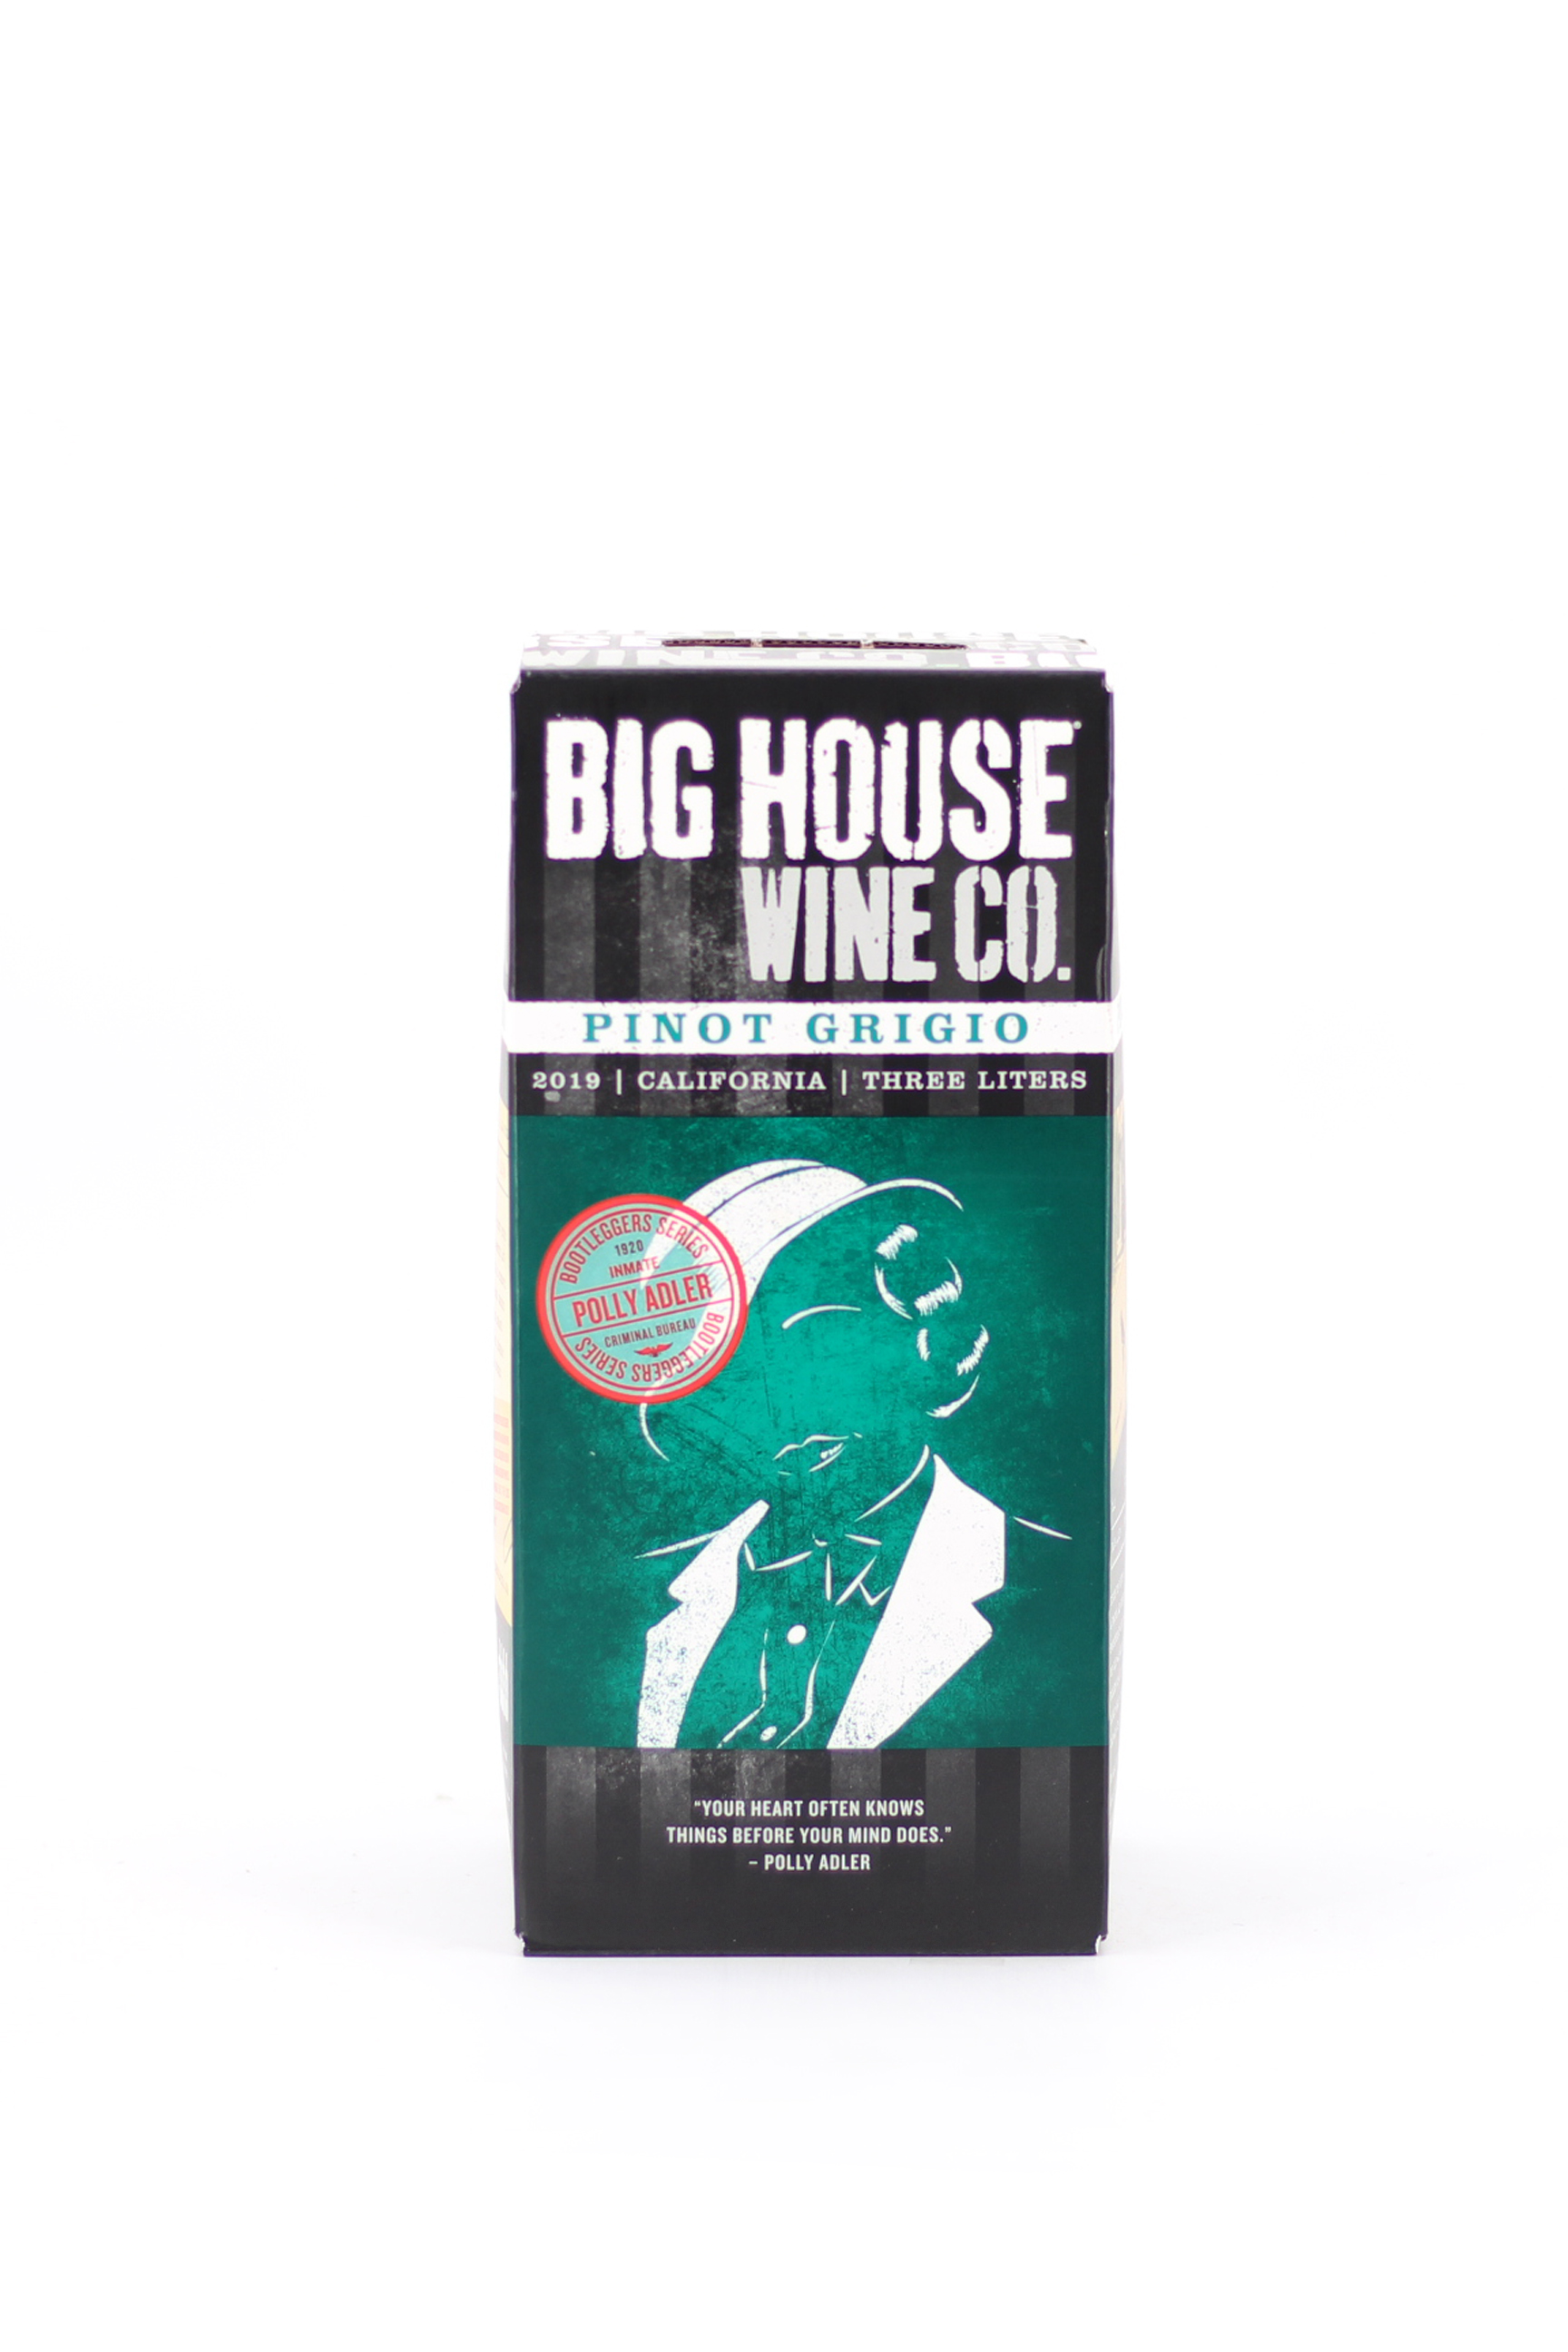 BIG HOUSE
WINE CO.
PINOT GRIGIO
2019 | CALIFORNIA | THREE LITERS
BOOTLEGGERS SERIES
1920
INMATE
POLLY ADLER
CRIMINAL BUREAU
BOOTLEGGERS SERIES
"YOUR HEART OFTEN KNOWS
THINGS BEFORE YOUR MIND DOES."
– POLLY ADLER